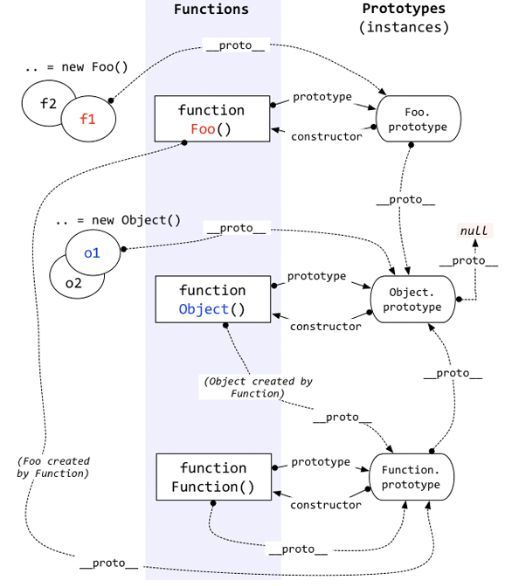 Functions
Prototypes
(instances)
__proto__
.. = new Foo()
f2
f1
function
Foo()
prototype
constructor
Foo.
prototype
__proto__
.. = new Object()
__proto__
null
__proto__
o1
o2
function
Object()
prototype
constructor
Object.
prototype
(Object created by
Function)
__proto__
__proto__
(Foo created
by Function)
function
Function()
prototype
constructor
Function.
prototype
__proto__
__proto__